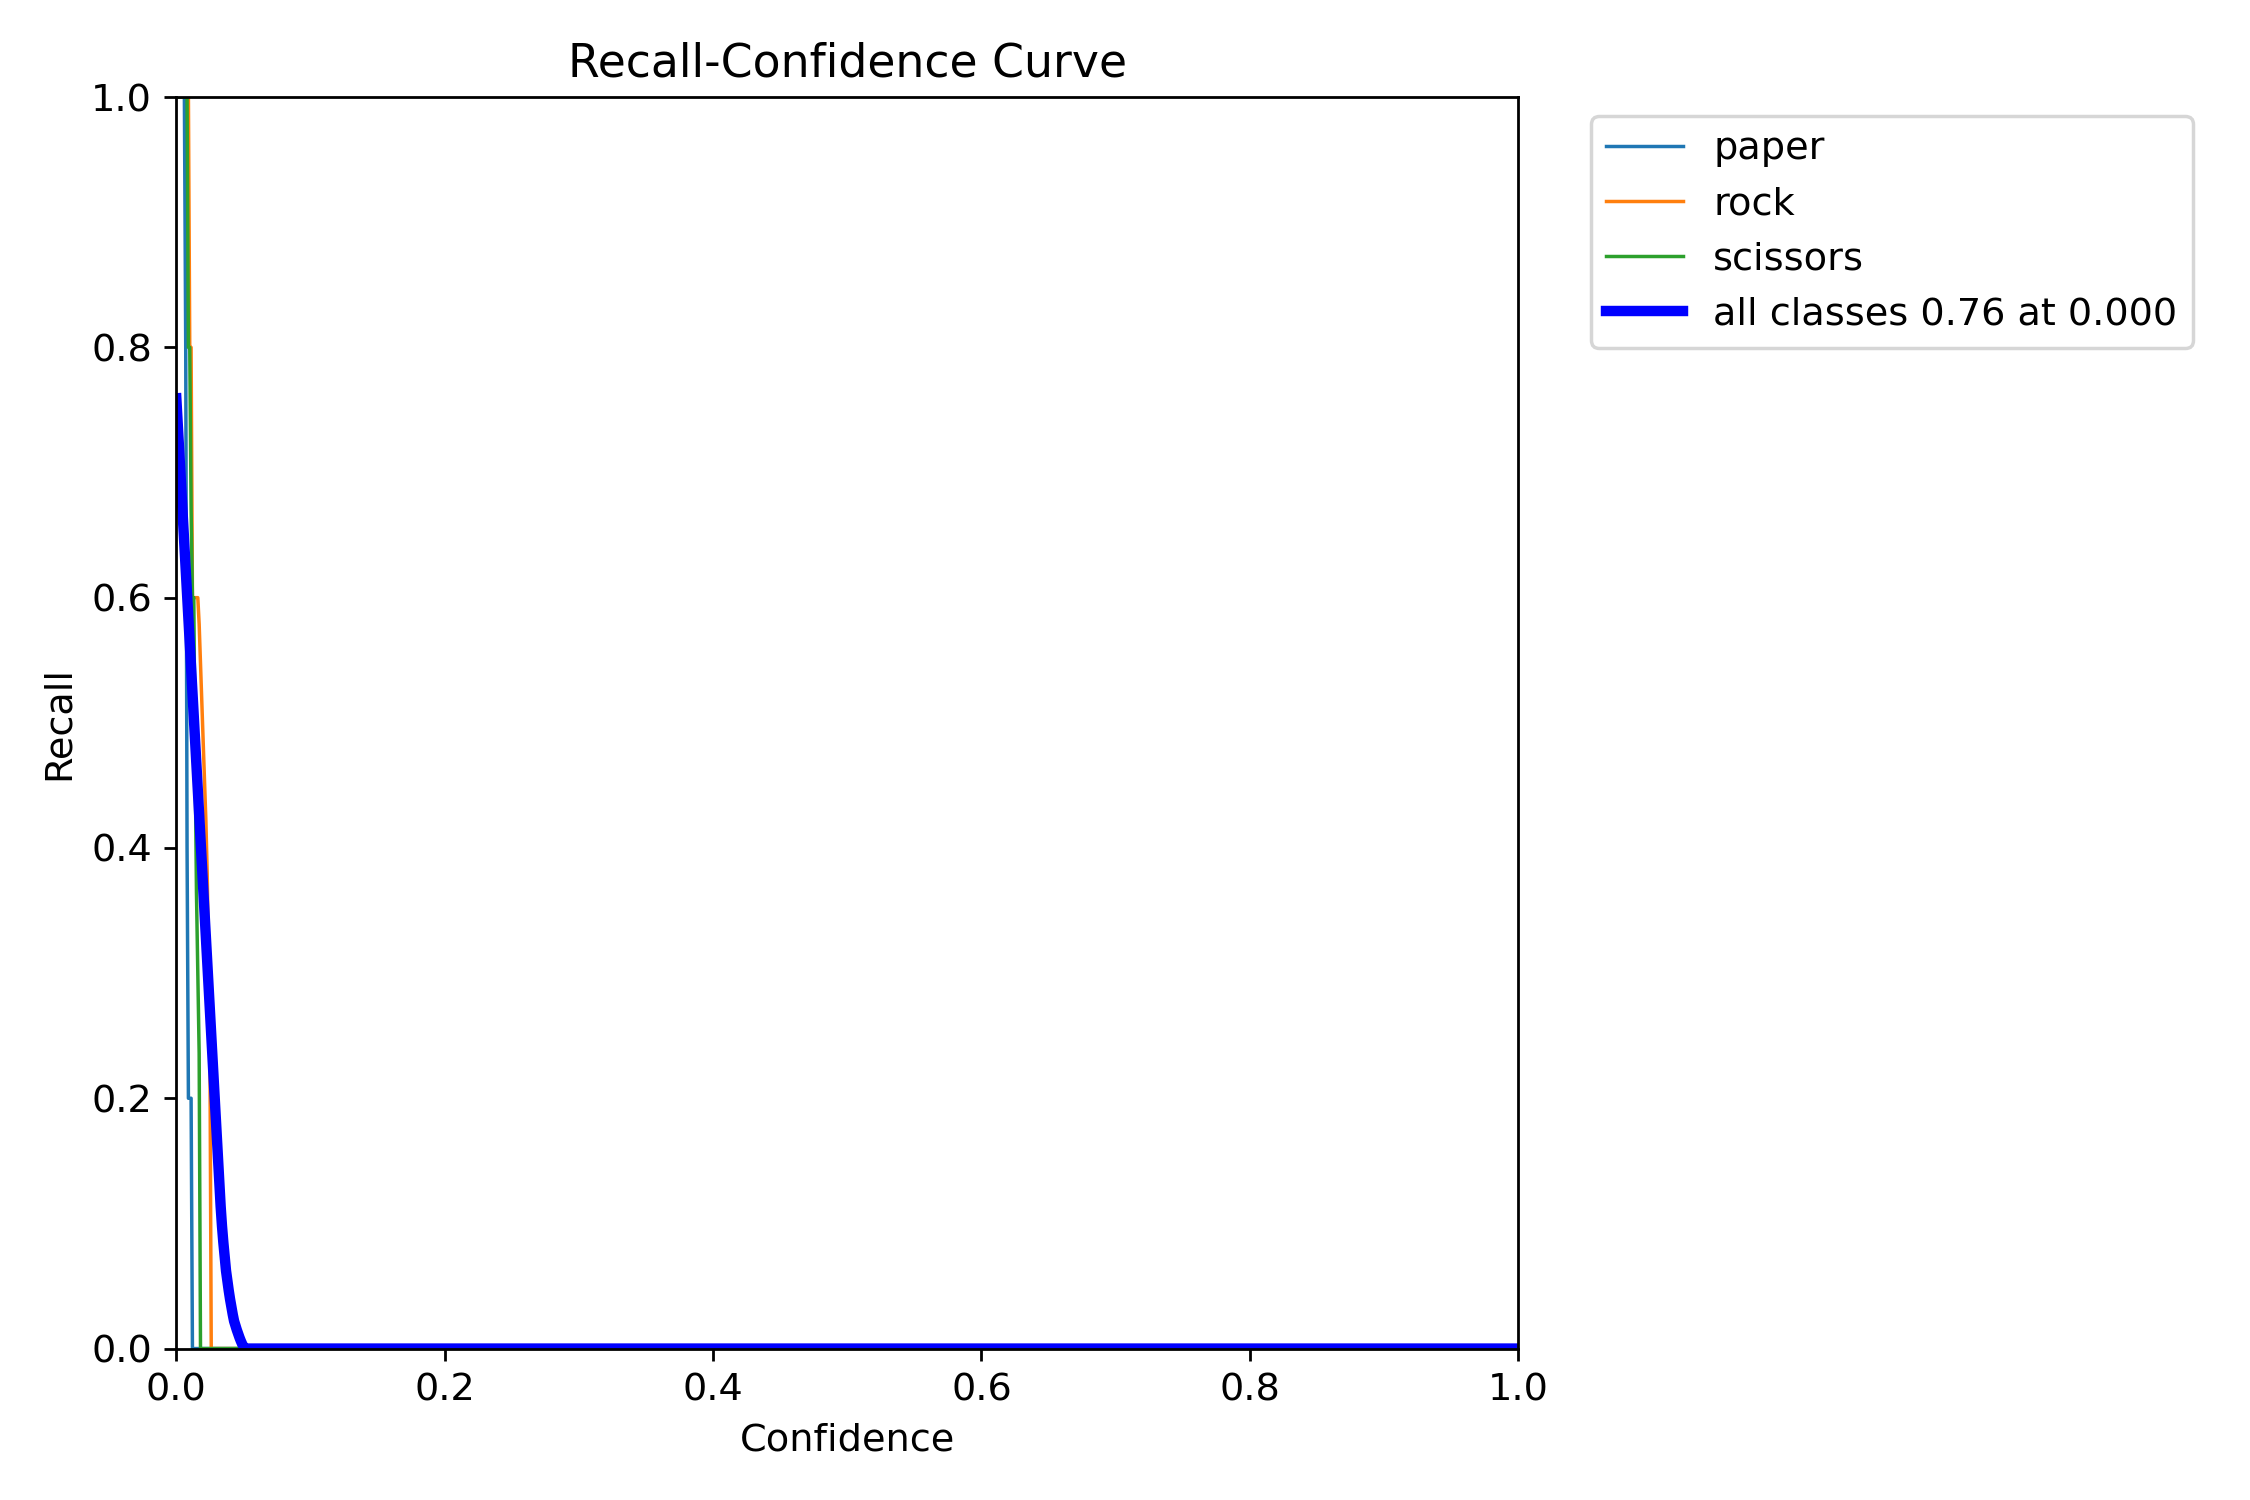 Recall-Confidence Curve
1.0
0.8
0.6
0.4
0.2
0.0
Recall
0.0 0.2 0.4 0.6 0.8 1.0
Confidence
paper
rock
scissors
all classes 0.76 at 0.000